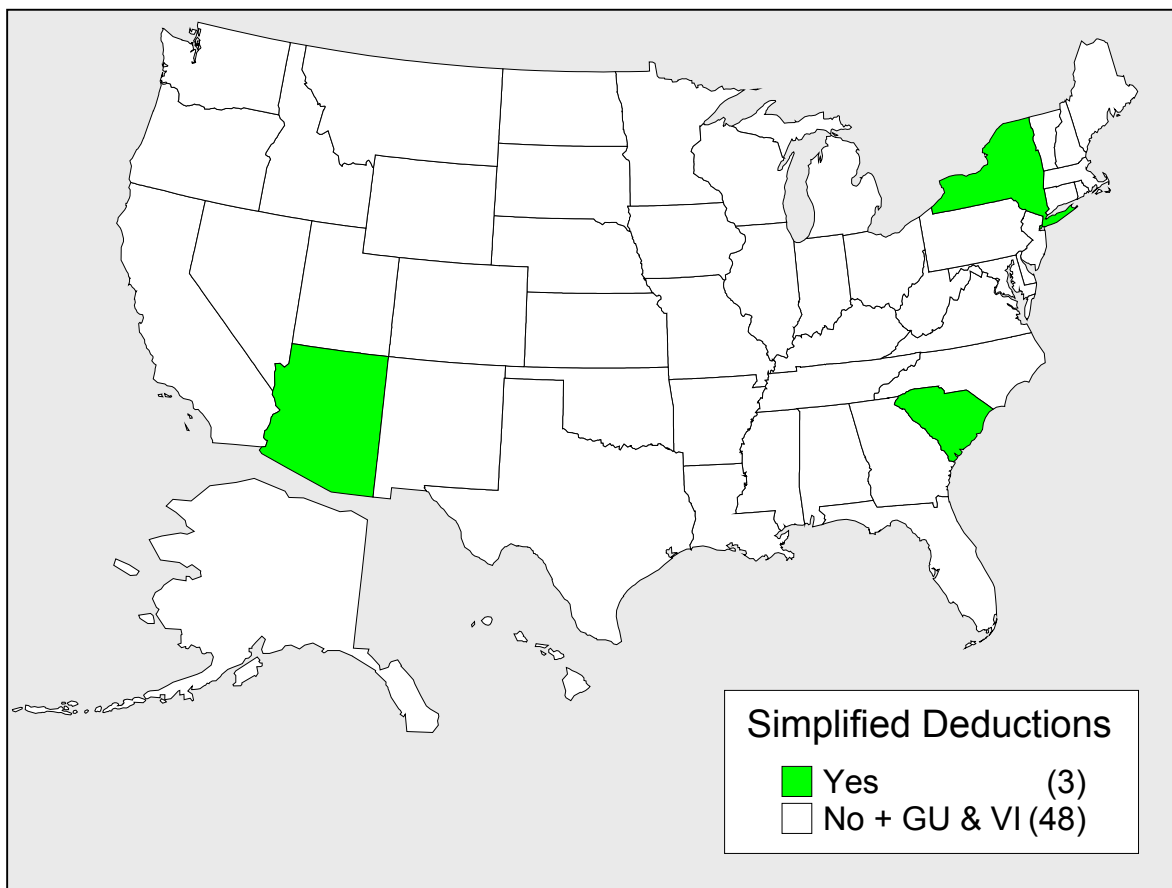 Simplified Deductions
Yes (3)
No + GU & VI (48)